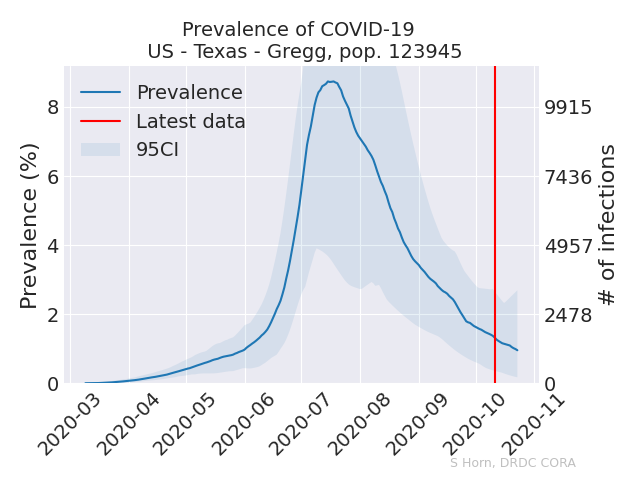 Prevalence of COVID-19
US - Texas - Gregg, pop. 123945
Prevalence
Latest data
95CI
Prevalence (%)
8
6
4
2
0
9915
7436
4957
2478
0
# of infections
2020-03
2020-04
2020-05
2020-06
2020-07
2020-08
2020-09
2020-10
2020-11
S Horn, DRDC CORA